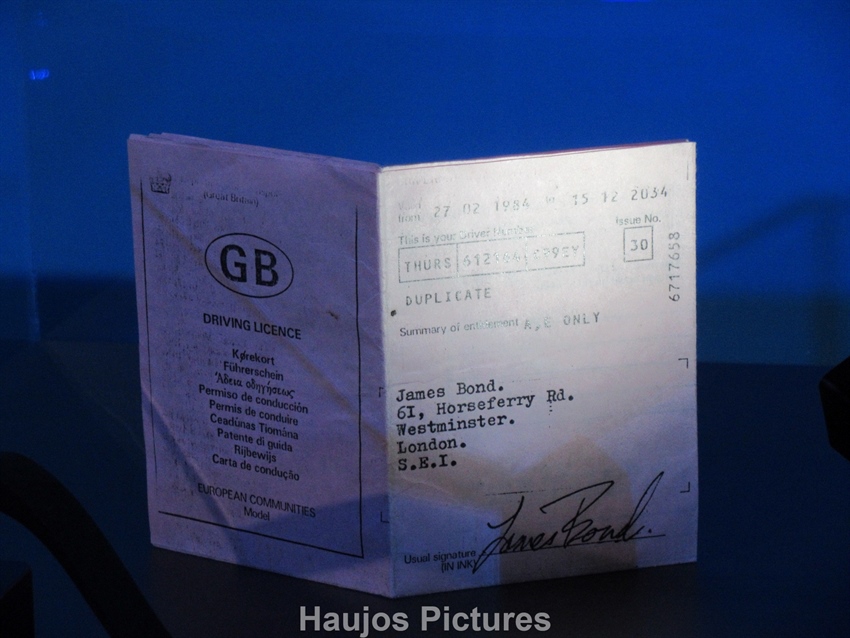 (Great Britain)
GB
DRIVING LICENCE
Kørekort
Führerschein
Άδεια οδηγήσεως
Permiso de conducción
Permis de conduire
Ceadúnas Tiomána
Patente di guida
Rijbewijs
Carta de condução
EUROPEAN COMMUNITIES
Model
from 27 02 1984 to 15 12 2034
This is your Driver Number
Issue No.
THURS
30
6717658
DUPLICATE
Summary of entitlement A,C ONLY
James Bond.
6I, Horseferry Rd.
Westminster.
London.
S.E.I.
James Bond.
Usual signature
(IN INK)
Haujos Pictures